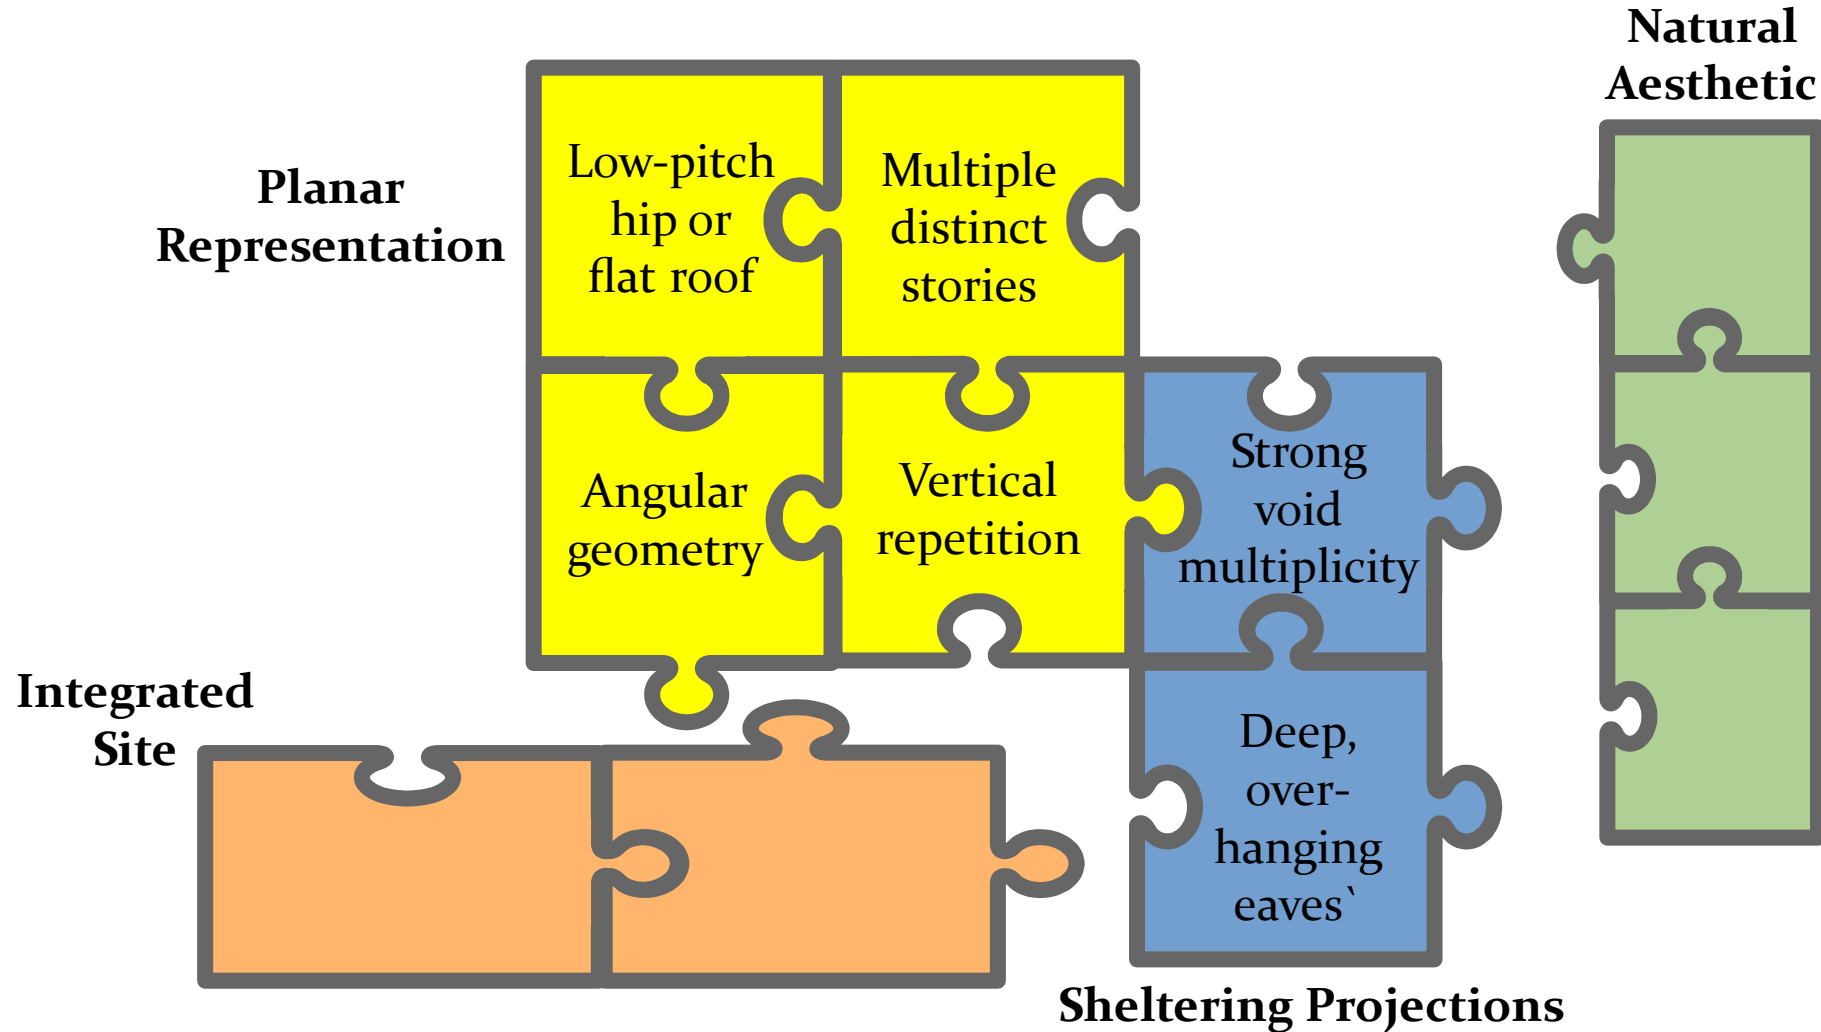 Natural
Aesthetic
Planar
Representation
Low-pitch
hip or
flat roof
Multiple
distinct
stories
Angular
geometry
Vertical
repetition
Strong
void
multiplicity
Integrated
Site
Deep,
over-
hanging
eaves`
Sheltering Projections